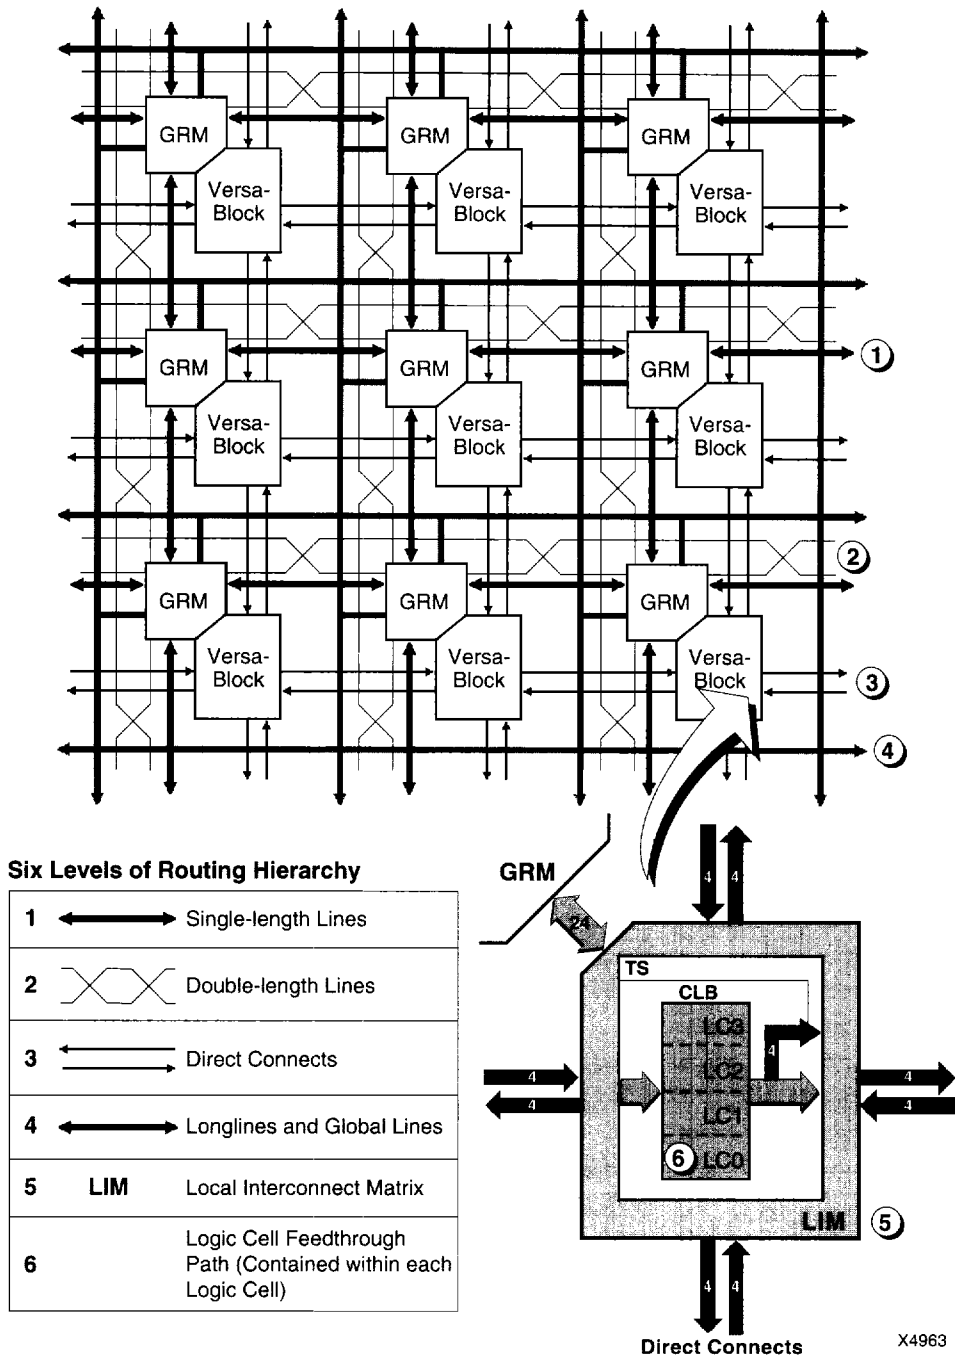 GRM
GRM
GRM
Versa-
Block
Versa-
Block
Versa-
Block
GRM
GRM
GRM
1
Versa-
Block
Versa-
Block
Versa-
Block
2
GRM
GRM
GRM
Versa-
Block
Versa-
Block
Versa-
Block
3
4
Six Levels of Routing Hierarchy
1 Single-length Lines
2 Double-length Lines
3 Direct Connects
4 Longlines and Global Lines
5 LIM Local Interconnect Matrix
6 Logic Cell Feedthrough
Path (Contained within each
Logic Cell)
GRM
24
4 4
TS
CLB
LC3
4
LC2
4 4
4 4
LC1
6 LC0
LIM 5
4 4
Direct Connects
X4963